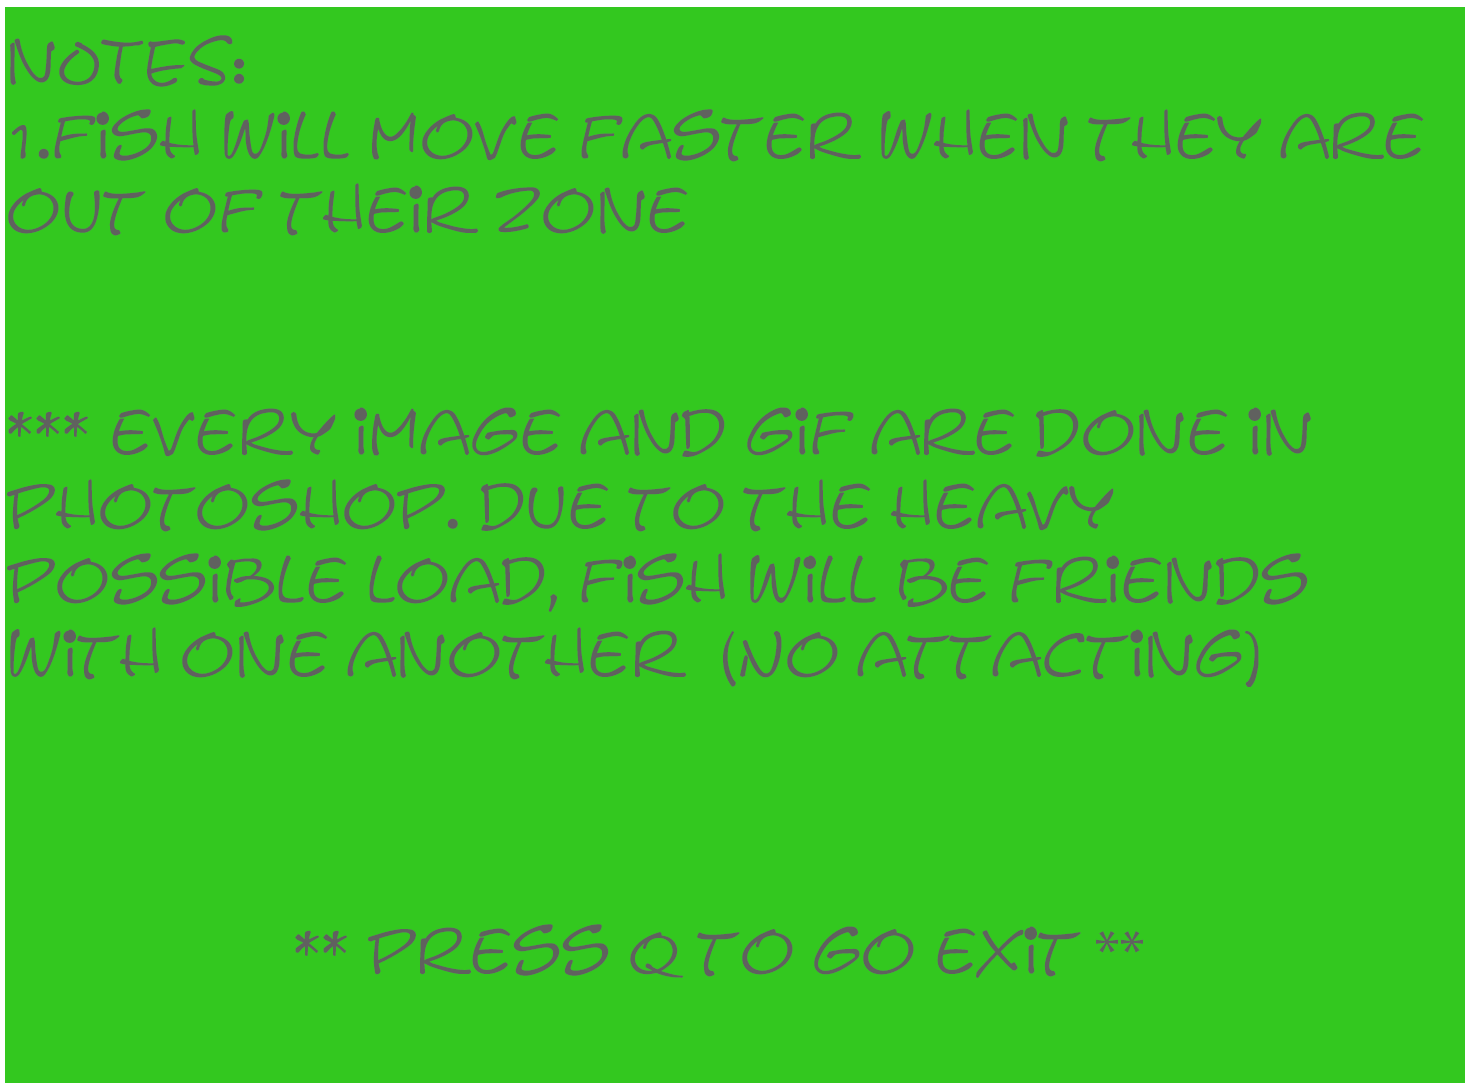 NOTES:
1.FiSH WiLL MOVE FASTER WHEN THEY ARE
OUT OF THEiR ZONE
*** EVERY iMAGE AND GiF ARE DONE iN
PHOTOSHOP. DUE TO THE HEAVY
POSSiBLE LOAD, FiSH WiLL BE FRiENDS
WiTH ONE ANOTHER (NO ATTACTiNG)
** PRESS Q TO GO EXiT **